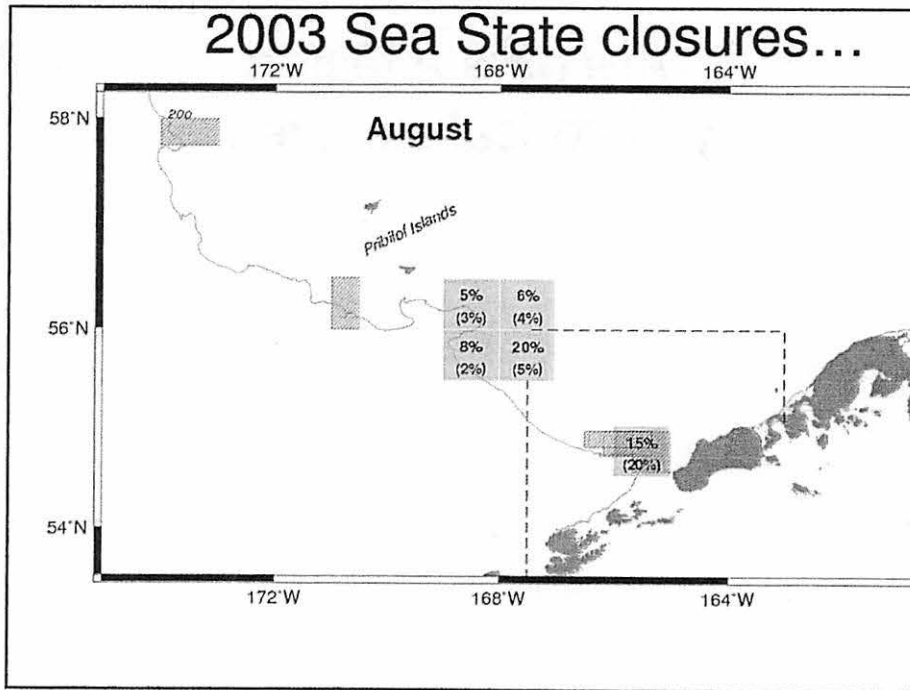 2003 Sea State closures...
172°W 168°W 164°W
58°N
200
August
Pribilof Islands
5% 6%
(3%) (4%)
56°N
8% 20%
(2%) (5%)
15%
(20%)
54°N
172°W 168°W 164°W